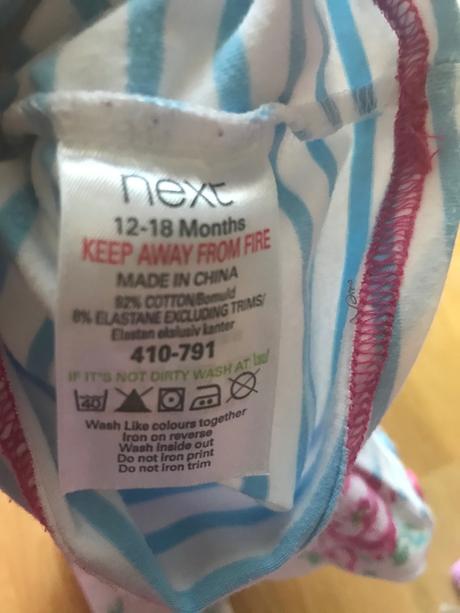 next
12-18 Months
KEEP AWAY FROM FIRE
MADE IN CHINA
92% COTTON/Bomuld
8% ELASTANE EXCLUDING TRIMS/
Elastan ekslusiv kanter
410-791
IF IT'S NOT DIRTY WASH AT
40
Wash Like colours together
Iron on reverse
Wash inside out
Do not iron print
Do not iron trim